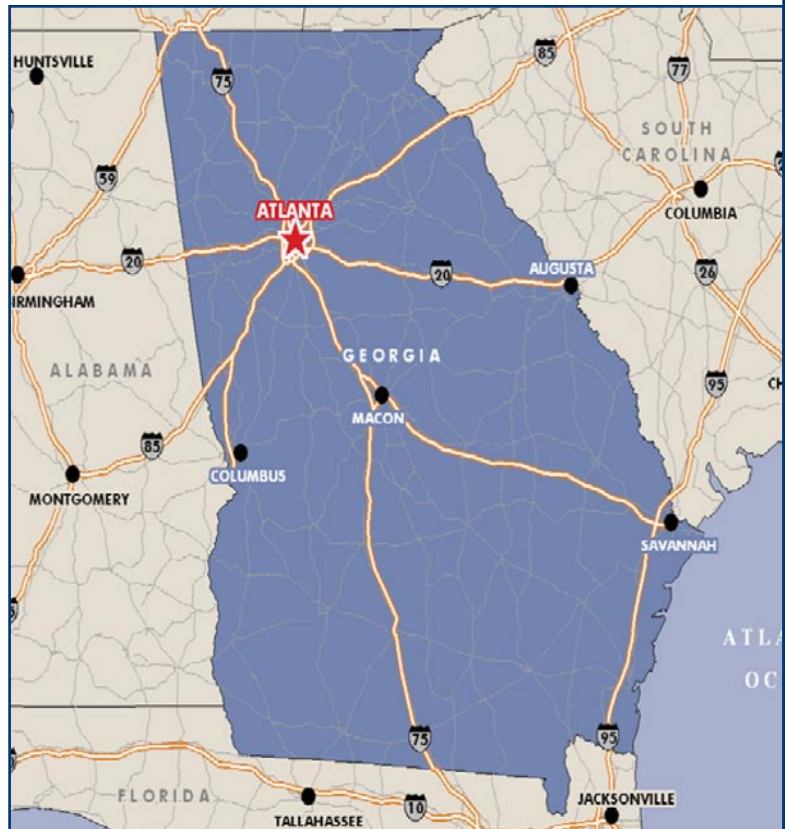 HUNTSVILLE
75
85
77
SOUTH
CAROLINA
59
ATLANTA
COLUMBIA
20
20
AUGUSTA
26
IRMINGHAM
GEORGIA
ALABAMA
95
MACON
85
COLUMBUS
MONTGOMERY
SAVANNAH
ATLA
OC
75
95
FLORIDA
10
JACKSONVILLE
TALLAHASSEE